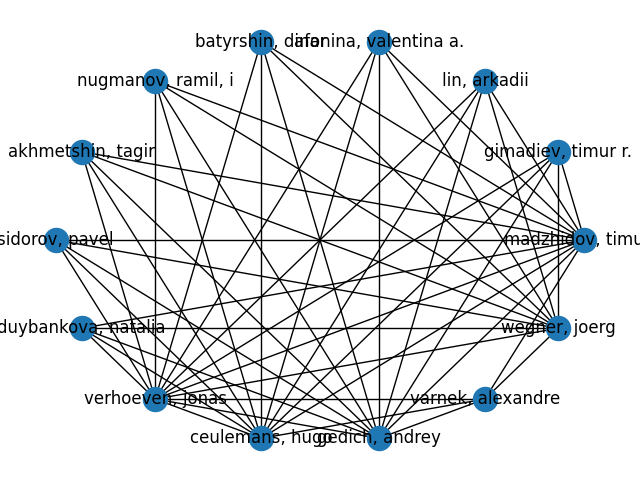 batyrshin, dinar
afonina, valentina a.
nugmanov, ramil, i
lin, arkadii
akhmetshin, tagir
gimadiev, timur r.
sidorov, pavel
madzhidov, timu
duybankova, natalia
wegner, joerg
verhoeven, jonas
varnek, alexandre
ceulemans, hugo
gedich, andrey